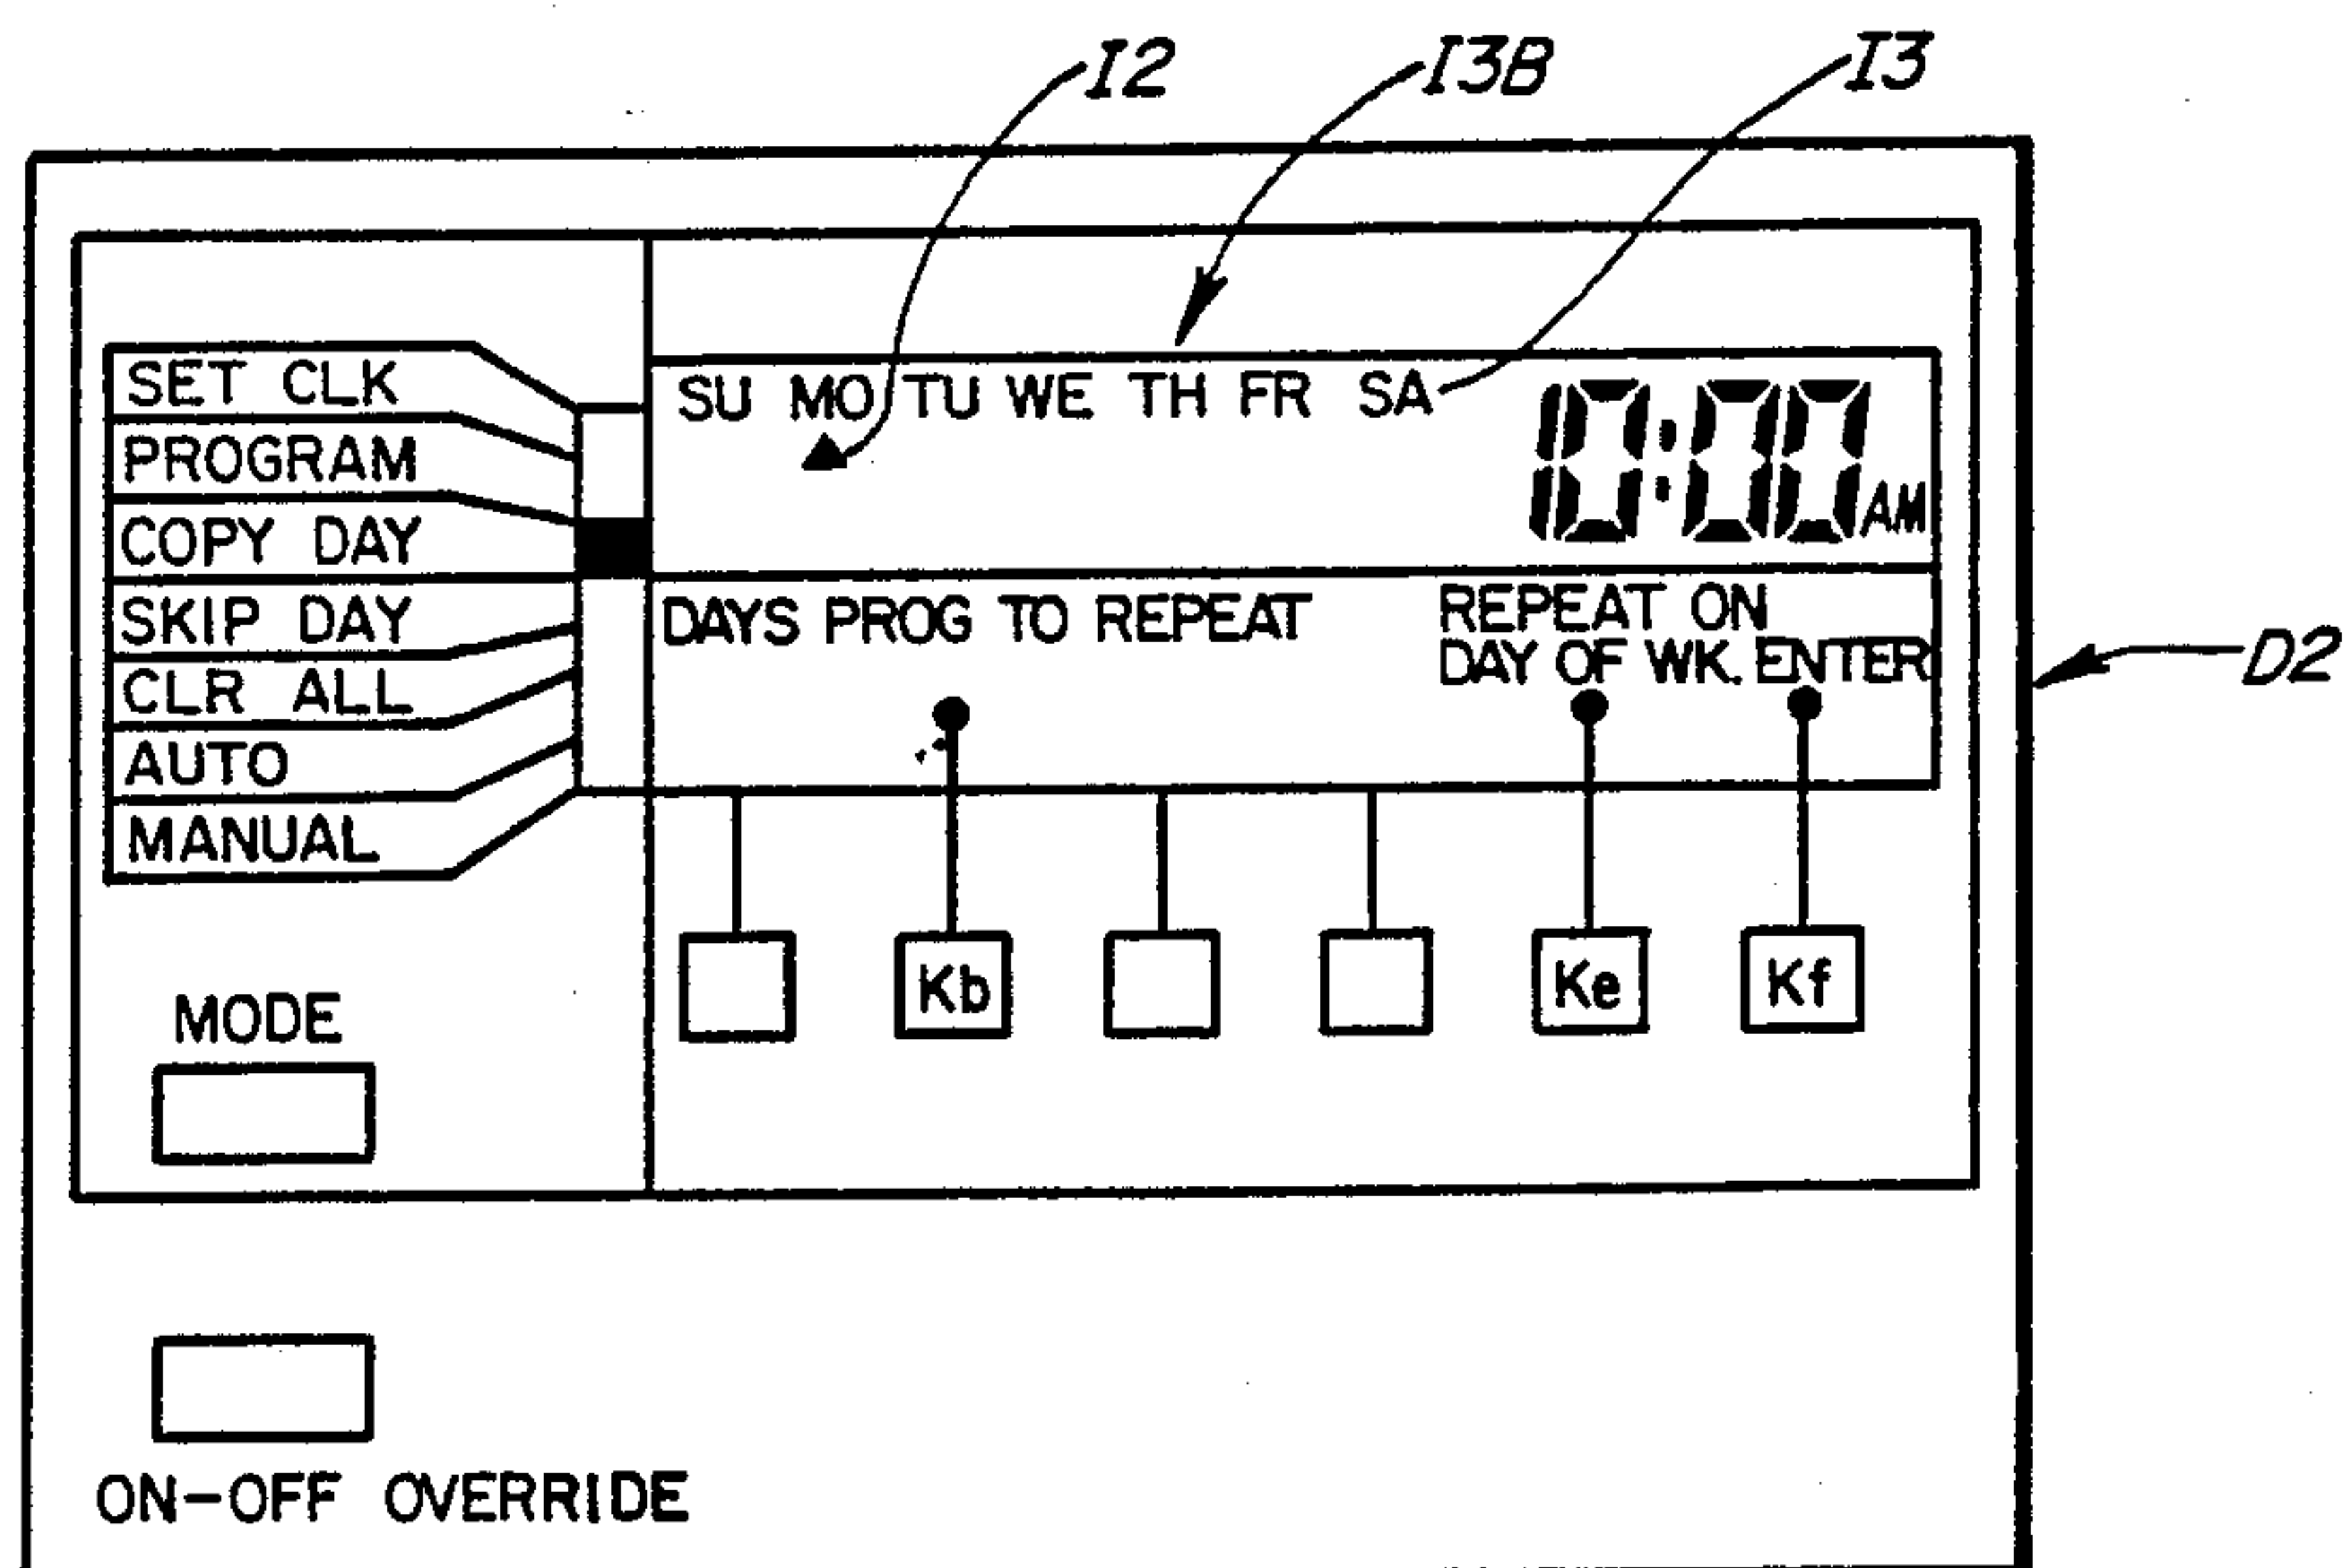 I2 I3B I3
SET CLK
PROGRAM
COPY DAY
SKIP DAY
CLR ALL
AUTO
MANUAL
SU MO TU WE TH FR SA
10:00 AM
DAYS PROG TO REPEAT
REPEAT ON
DAY OF WK. ENTER
D2
Kb Ke Kf
MODE
ON-OFF OVERRIDE